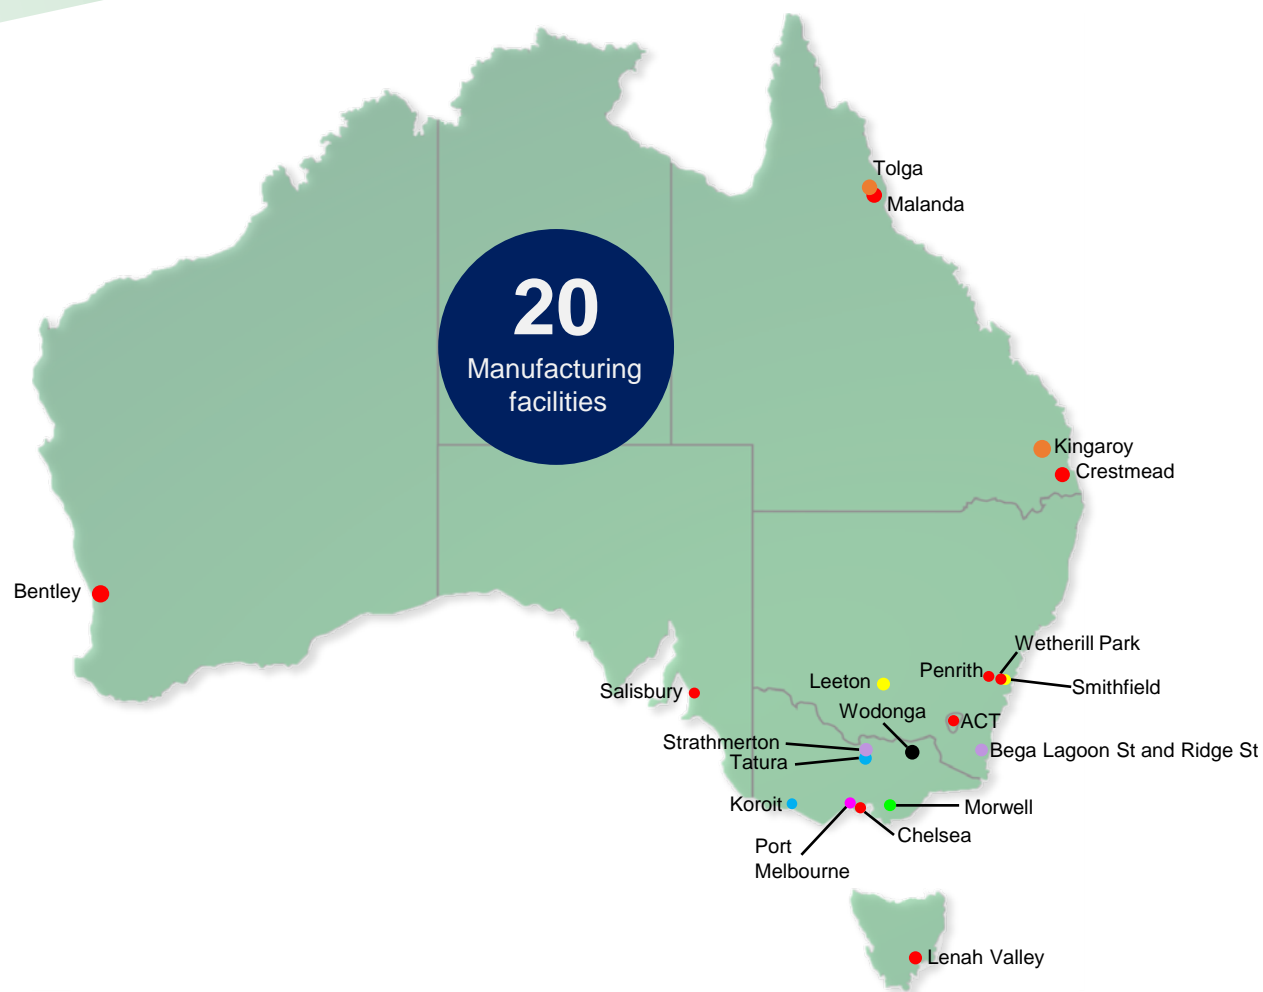 Tolga
Malanda
20
Manufacturing
facilities
Kingaroy
Crestmead
Bentley
Wetherill Park
Penrith
Leeton
Smithfield
Salisbury
Wodonga
ACT
Strathmerton
Bega Lagoon St and Ridge St
Tatura
Koroit
Morwell
Chelsea
Port
Melbourne
Lenah Valley